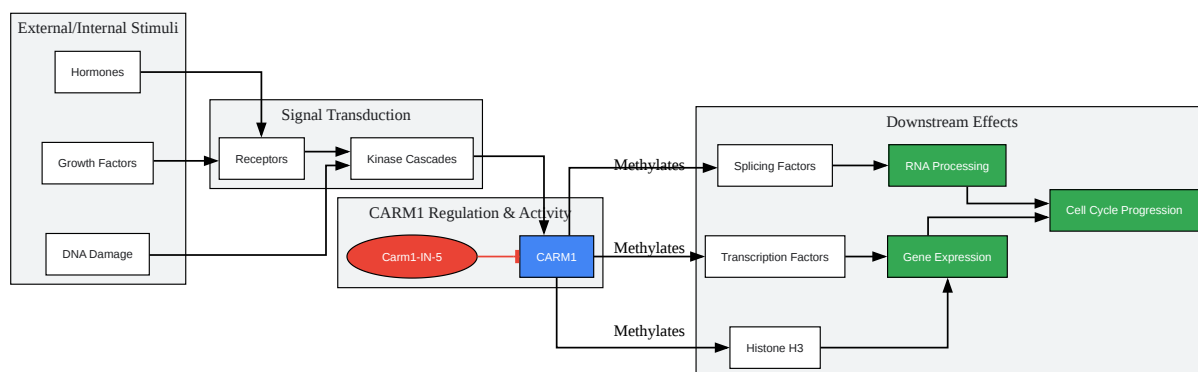 External/Internal Stimuli
Hormones
Growth Factors
DNA Damage
Signal Transduction
Receptors
Kinase Cascades
CARM1 Regulation & Activity
Carm1-IN-5
CARM1
Methylates
Methylates
Methylates
Downstream Effects
Splicing Factors
RNA Processing
Cell Cycle Progression
Transcription Factors
Gene Expression
Histone H3